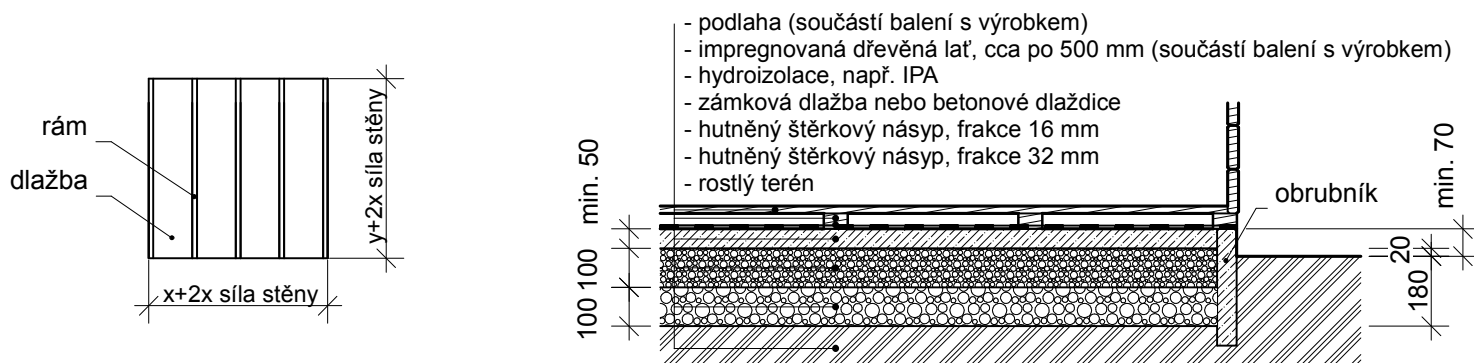 rám
dlažba
x+2x síla stěny
y+2x síla stěny
- podlaha (součástí balení s výrobkem)
- impregnovaná dřevěná lať, cca po 500 mm (součástí balení s výrobkem)
- hydroizolace, např. IPA
- zámková dlažba nebo betonové dlaždice
- hutněný štěrkový násyp, frakce 16 mm
- hutněný štěrkový násyp, frakce 32 mm
- rostlý terén
min. 50
100
100
obrubník
min. 70
20
180